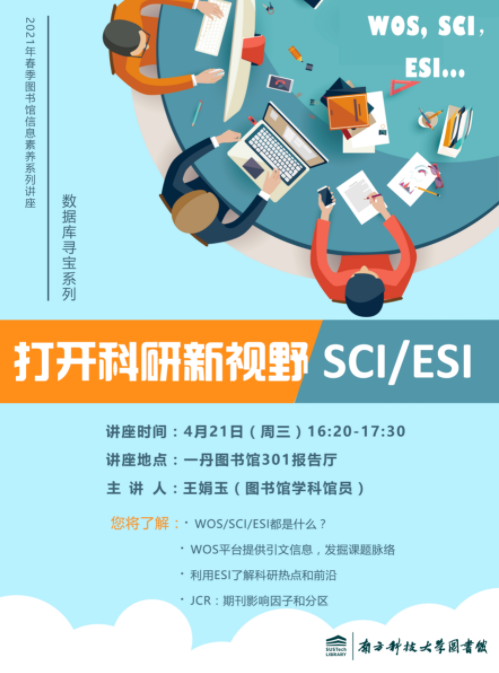 WOS, SCI,
ESI...
2021年春季图书馆信息素养系列讲座
数据库寻宝系列
打开科研新视野 SCI/ESI
讲座时间：4月21日（周三）16:20-17:30
讲座地点：一丹图书馆301报告厅
主 讲 人：王娟玉（图书馆学科馆员）
您将了解：· WOS/SCI/ESI都是什么？
· WOS平台提供引文信息，发掘课题脉络
· 利用ESI了解科研热点和前沿
· JCR：期刊影响因子和分区
SUSTech
LIBRARY
南方科技大学图书馆